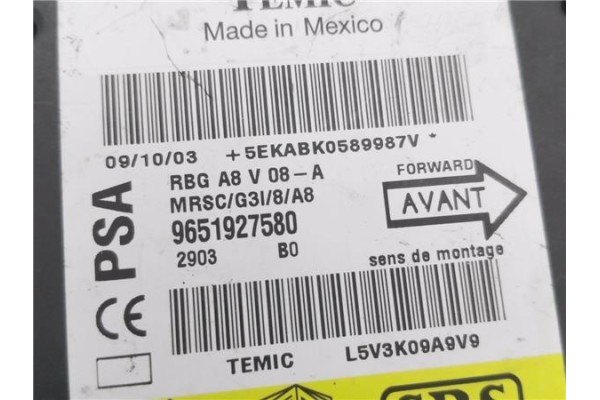 TEMIC
Made in Mexico
09/10/03 +5EKABK0589987V *
RBG A8 V 08-A
MRSC/G3I/8/A8
9651927580
2903 B0
FORWARD
AVANT
sens de montage
PSA
CE
TEMIC L5V3K09A9V9
SRS